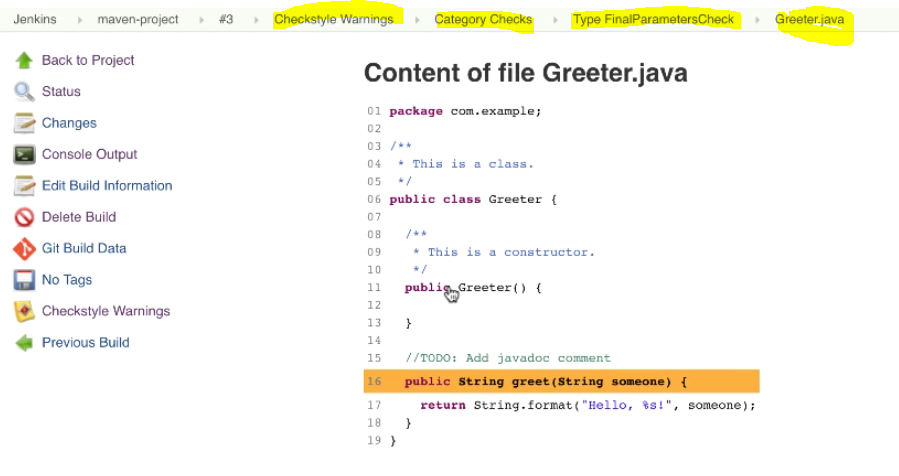 Jenkins maven-project #3 Checkstyle Warnings Category Checks Type FinalParametersCheck Greeter.java
Back to Project
Status
Changes
Console Output
Edit Build Information
Delete Build
Git Build Data
No Tags
Checkstyle Warnings
Previous Build
Content of file Greeter.java
01 package com.example;
02
03 /**
04  * This is a class.
05  */
06 public class Greeter {
07
08   /**
09    * This is a constructor.
10    */
11   public Greeter() {
12
13   }
14
15   //TODO: Add javadoc comment
16   public String greet(String someone) {
17     return String.format("Hello, %s!", someone);
18   }
19 }